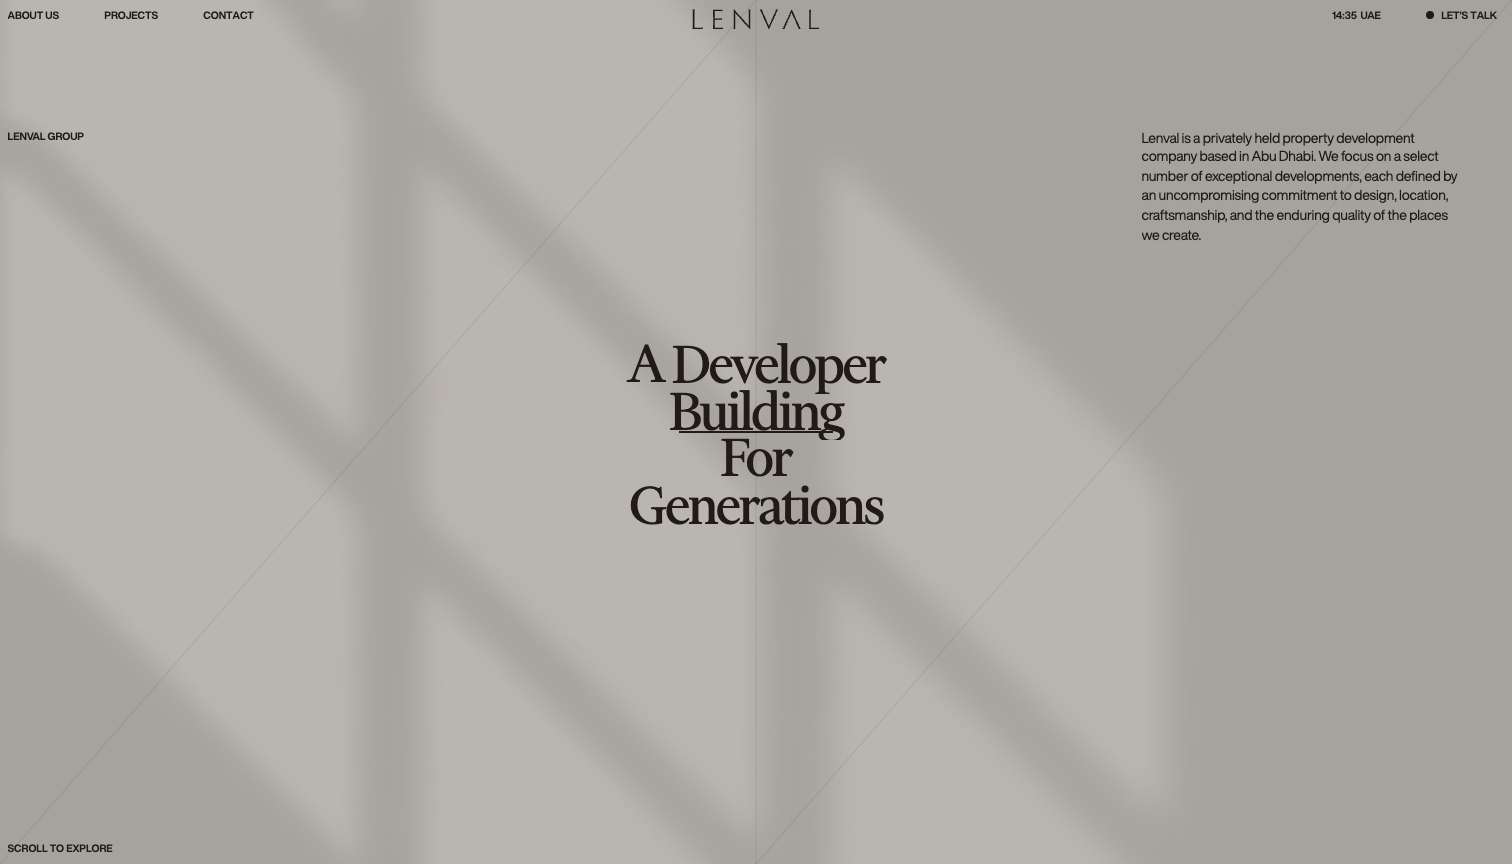 ABOUT US
PROJECTS
CONTACT
LENVAL
14:35 UAE
LET'S TALK
LENVAL GROUP
Lenval is a privately held property development
company based in Abu Dhabi. We focus on a select
number of exceptional developments, each defined by
an uncompromising commitment to design, location,
craftsmanship, and the enduring quality of the places
we create.
A Developer
Building
For
Generations
SCROLL TO EXPLORE